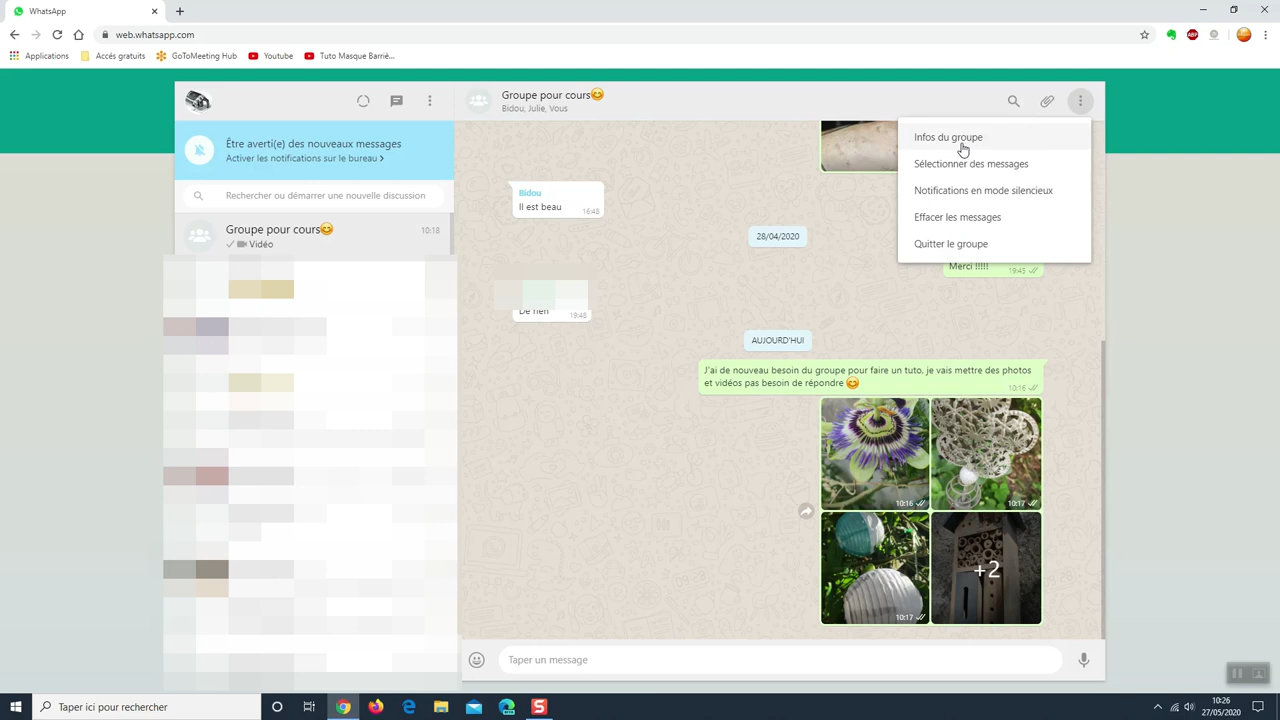 WhatsApp
web.whatsapp.com
Applications
Accés gratuits
GoToMeeting Hub
Youtube
Tuto Masque Barriè...
Groupe pour cours😊
Bidou, Julie, Vous
Être averti(e) des nouveaux messages
Activer les notifications sur le bureau >
Rechercher ou démarrer une nouvelle discussion
Groupe pour cours😊
10:18
Vidéo
Infos du groupe
Sélectionner des messages
Notifications en mode silencieux
Effacer les messages
Quitter le groupe
Bidou
Il est beau
16:48
28/04/2020
Merci !!!!!
19:45
De rien
19:48
AUJOURD'HUI
J'ai de nouveau besoin du groupe pour faire un tuto, je vais mettre des photos
et vidéos pas besoin de répondre 😊
10:16
10:16
10:17
10:17
+2
Taper un message
Taper ici pour rechercher
10:26
27/05/2020